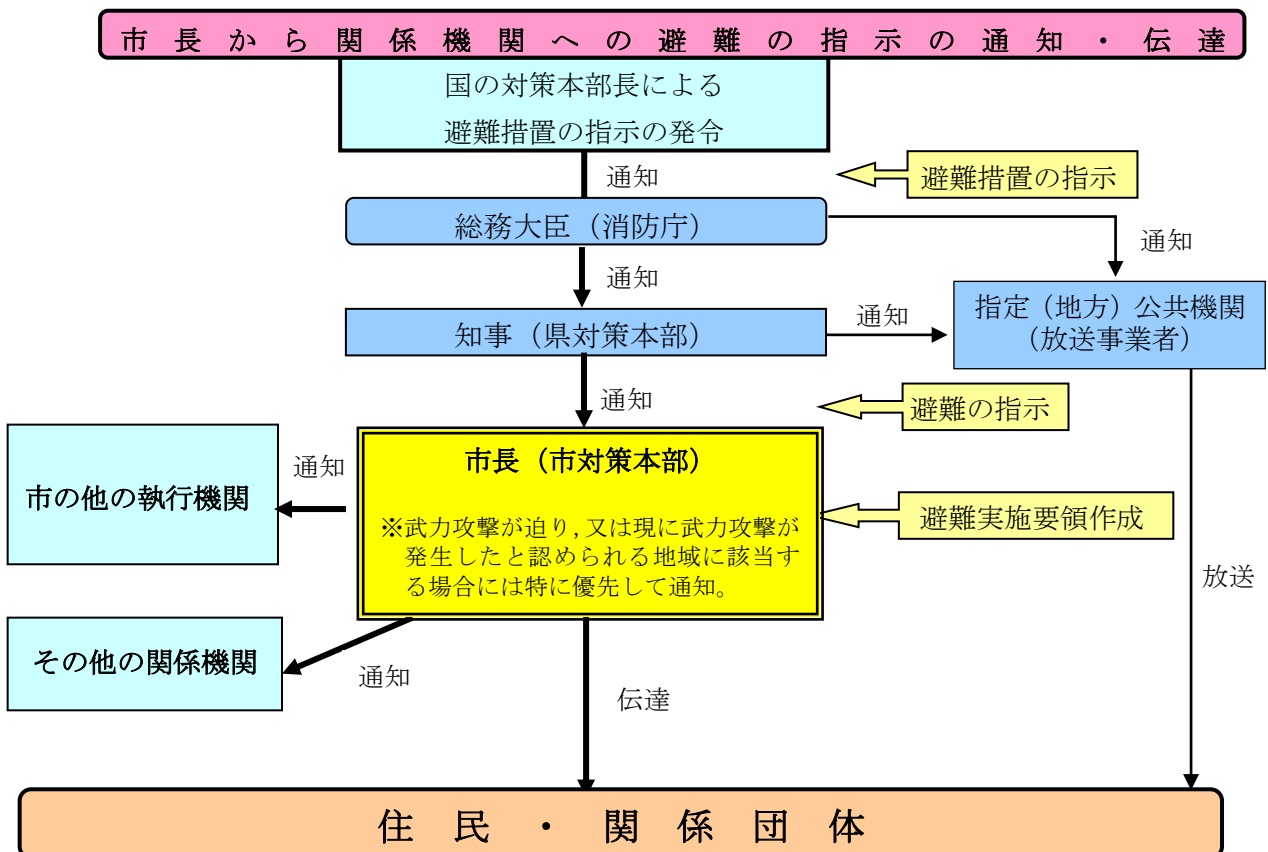 市長から関係機関への避難の指示の通知・伝達
国の対策本部長による
避難措置の指示の発令
通知
避難措置の指示
総務大臣（消防庁）
通知
通知
指定（地方）公共機関
（放送事業者）
知事（県対策本部）
通知
通知
避難の指示
市長（市対策本部）
※武力攻撃が迫り，又は現に武力攻撃が
発生したと認められる地域に該当す
る場合には特に優先して通知。
通知
市の他の執行機関
避難実施要領作成
放送
その他の関係機関
通知
伝達
住民・関係団体